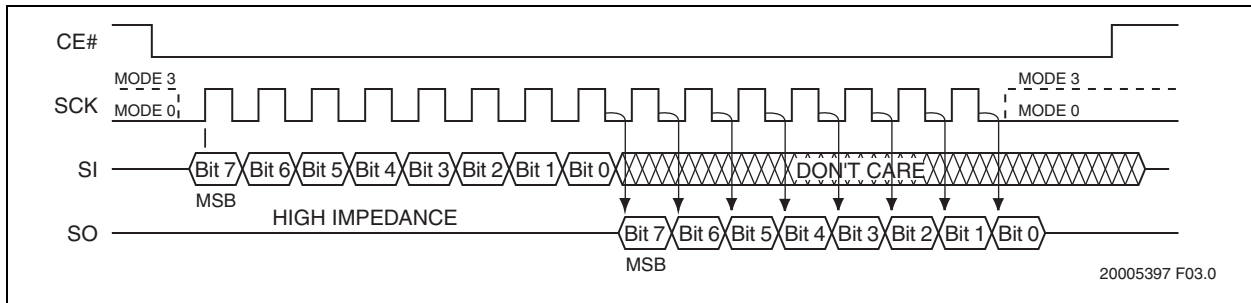 CE#
MODE 3 MODE 3
SCK MODE 0 MODE 0
SI Bit 7 Bit 6 Bit 5 Bit 4 Bit 3 Bit 2 Bit 1 Bit 0 DON'T CARE
MSB
HIGH IMPEDANCE
SO Bit 7 Bit 6 Bit 5 Bit 4 Bit 3 Bit 2 Bit 1 Bit 0
MSB
20005397 F03.0